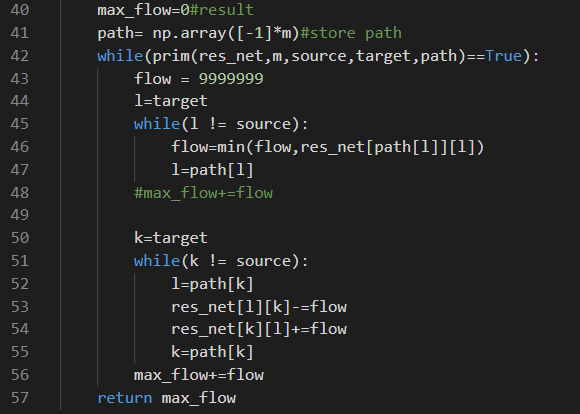 40 max_flow=0#result
41 path= np.array([-1]*m)#store path
42 while(prim(res_net,m,source,target,path)==True):
43 flow = 9999999
44 l=target
45 while(l != source):
46 flow=min(flow,res_net[path[l]][l])
47 l=path[l]
48 #max_flow+=flow
49
50 k=target
51 while(k != source):
52 l=path[k]
53 res_net[l][k]-=flow
54 res_net[k][l]+=flow
55 k=path[k]
56 max_flow+=flow
57 return max_flow